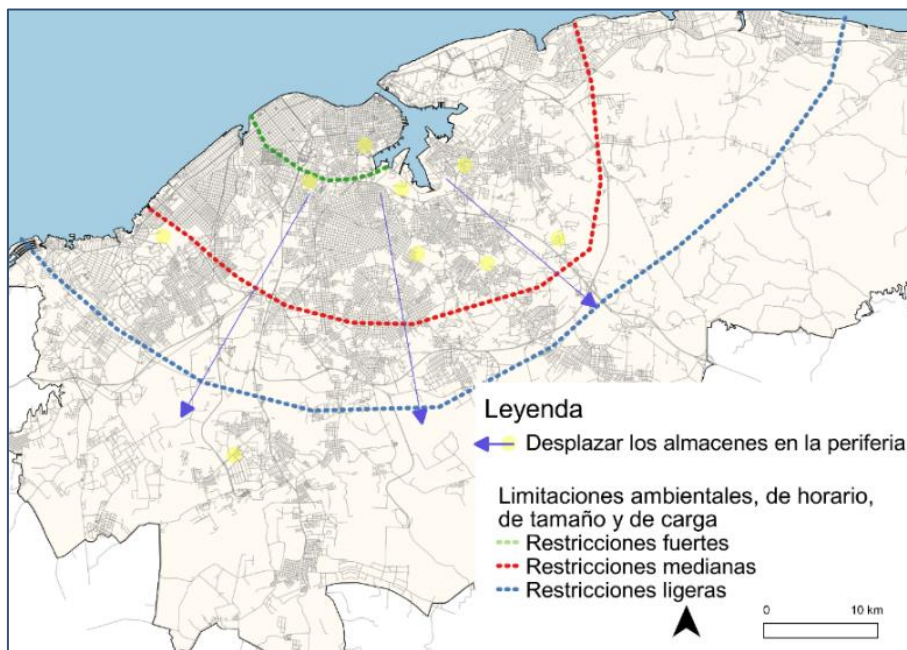 Leyenda
Desplazar los almacenes en la periferia
Limitaciones ambientales, de horario,
de tamaño y de carga
Restricciones fuertes
Restricciones medianas
Restricciones ligeras
0 10 km